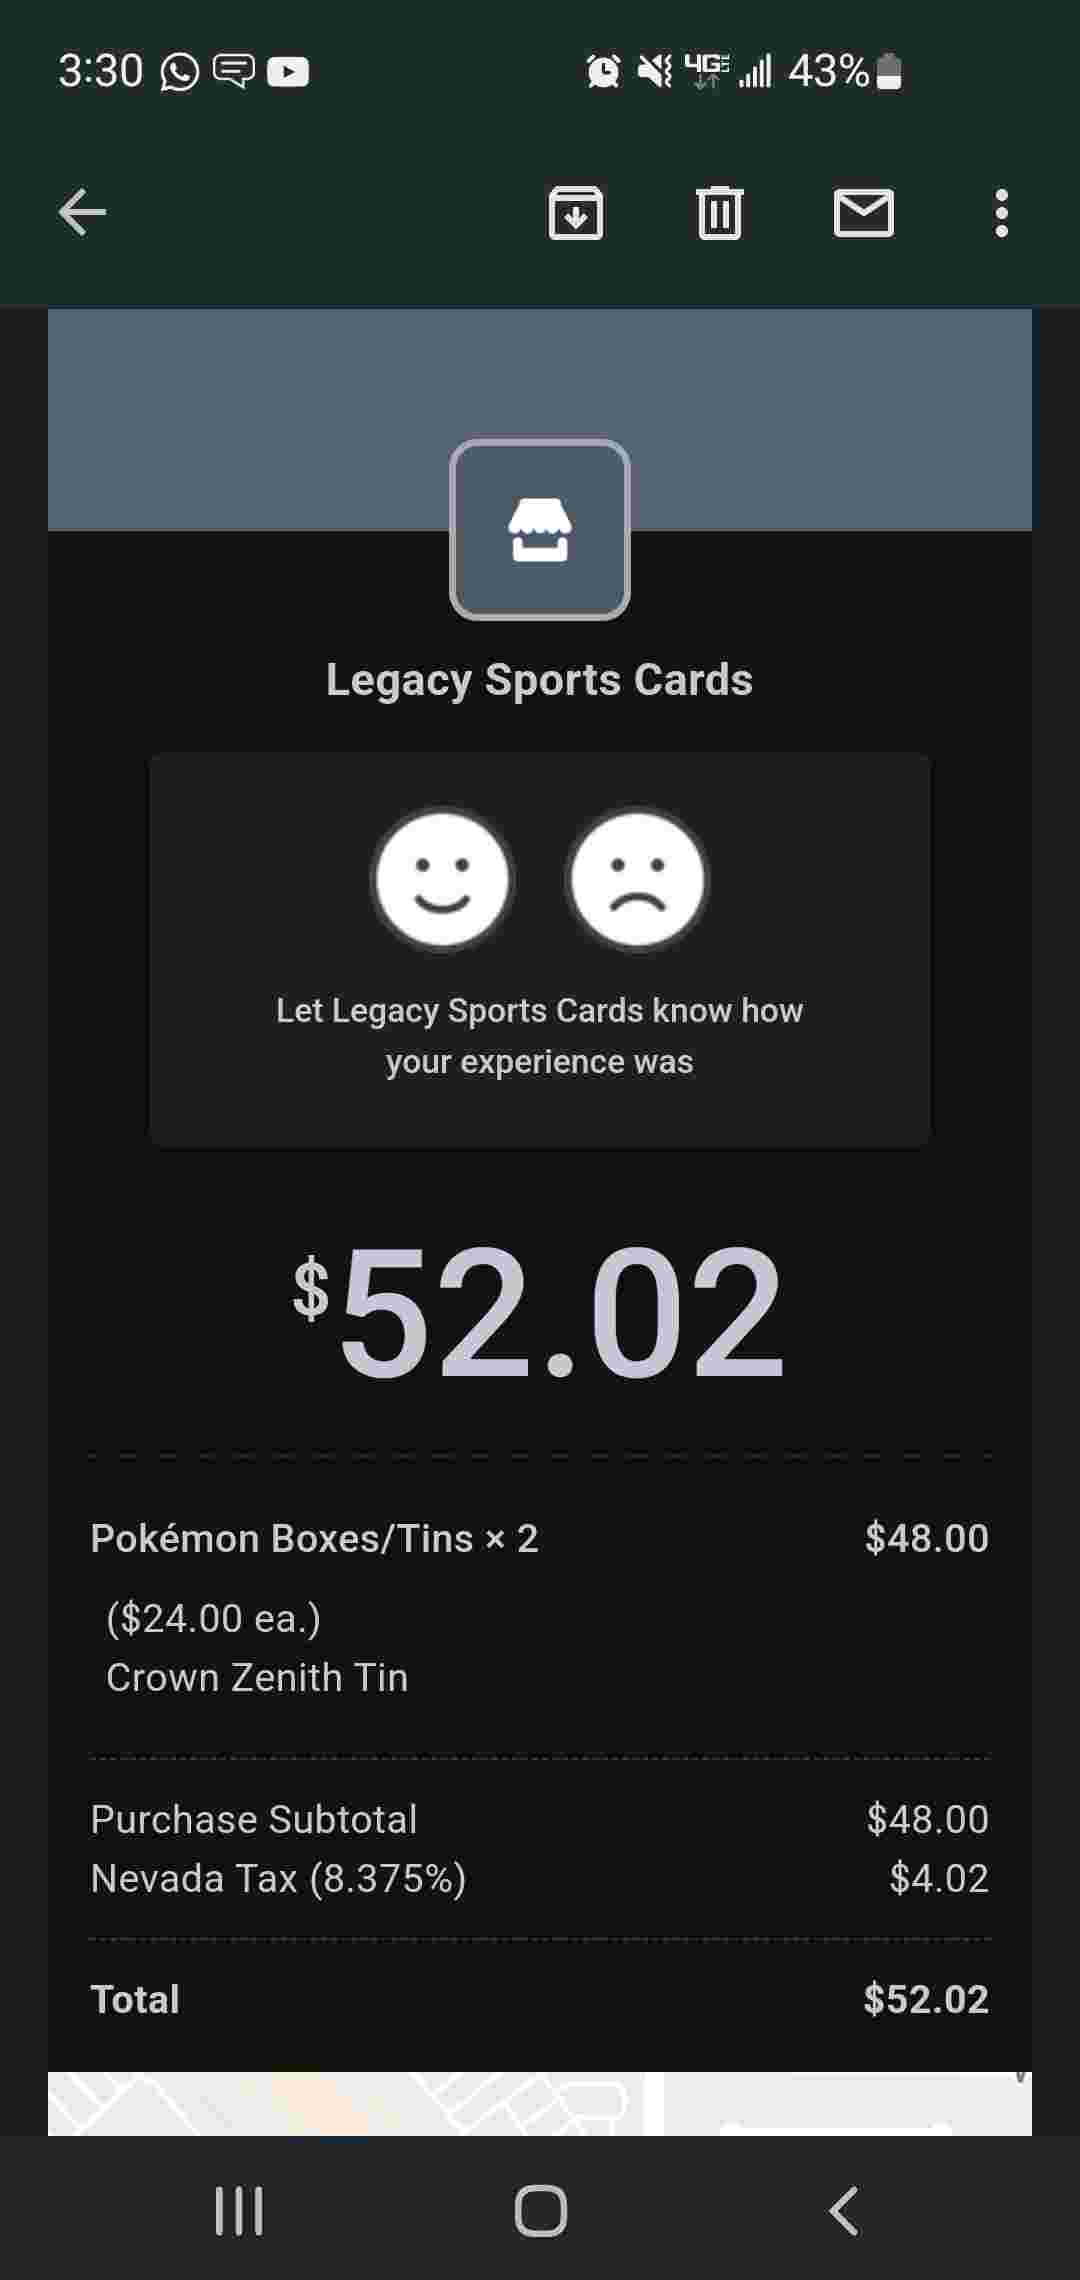 3:30 4G LTE 43%
Legacy Sports Cards
Let Legacy Sports Cards know how
your experience was
$52.02
Pokémon Boxes/Tins × 2 $48.00
($24.00 ea.)
Crown Zenith Tin
Purchase Subtotal $48.00
Nevada Tax (8.375%) $4.02
Total $52.02